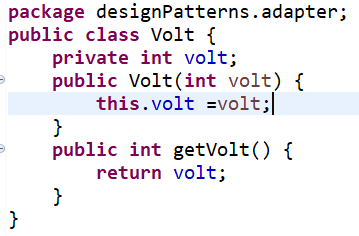 package designPatterns.adapter;
public class Volt {
    private int volt;
    public Volt(int volt) {
        this.volt =volt;
    }
    public int getVolt() {
        return volt;
    }
}